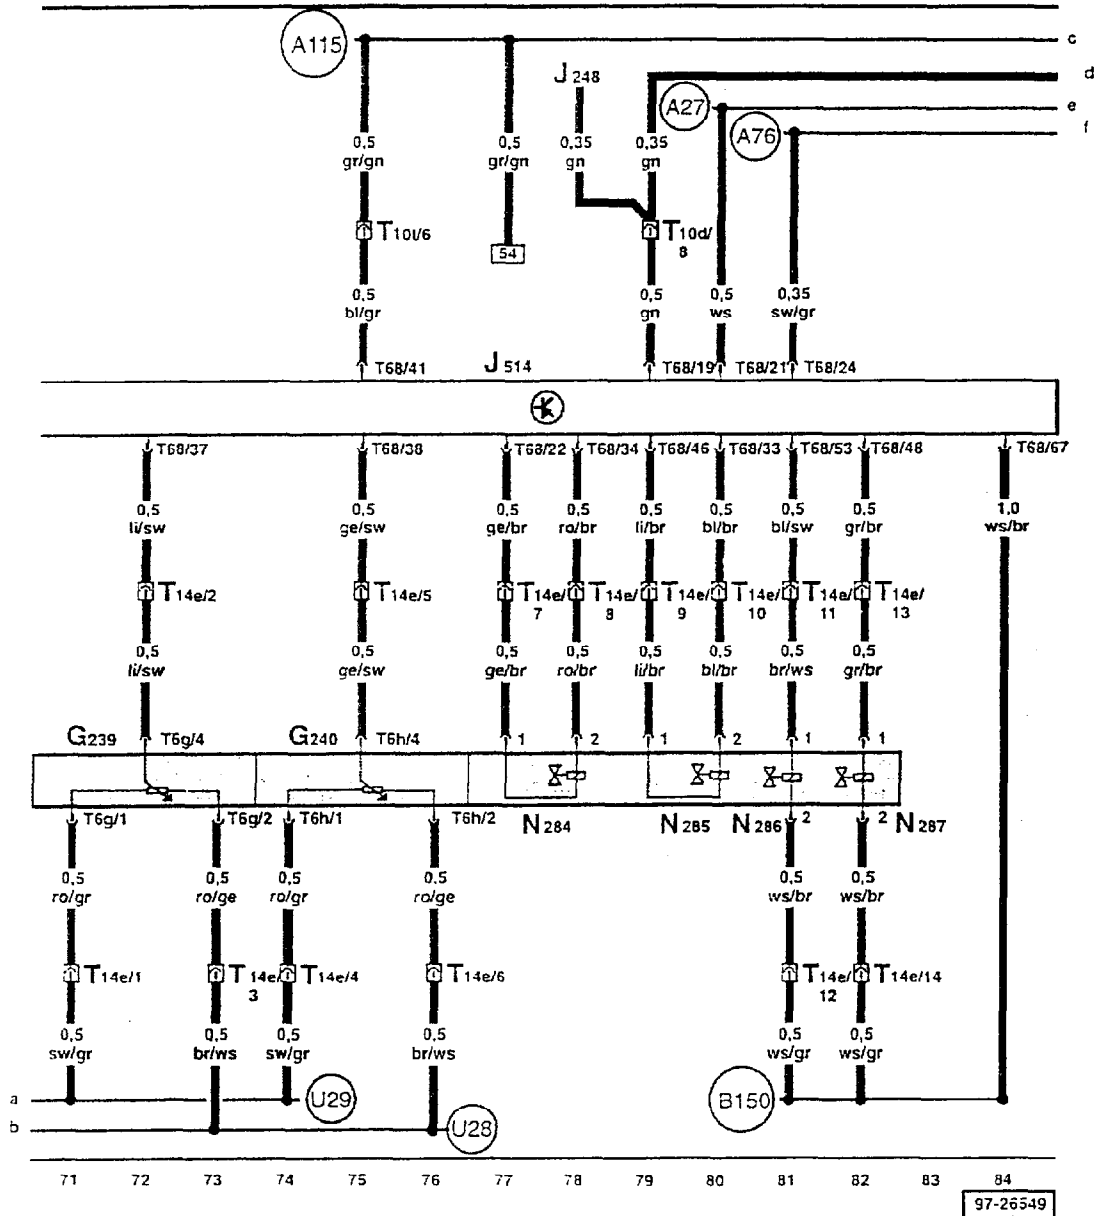 A115
c
J 248
d
A27
e
A76
f
0,5 0,5 0,35 0,35
gr/gn gr/gn gn gn
T10l/6
54
T10d/
8
0,5 0,5 0,5 0,35
bl/gr gn ws sw/gr
T68/41 J 514 T68/19 T68/21 T68/24
T68/37 T68/38 T68/22 T68/34 T68/46 T68/33 T68/53 T68/48 T68/67
0,5 0,5 0,5 0,5 0,5 0,5 0,5 0,5 1,0
li/sw ge/sw ge/br ro/br li/br bl/br bl/sw gr/br ws/br
T14e/2 T14e/5 T14e/ T14e/ T14e/ T14e/ T14e/ T14e/
7 8 9 10 11 13
0,5 0,5 0,5 0,5 0,5 0,5 0,5 0,5
li/sw ge/sw ge/br ro/br li/br bl/br br/ws gr/br
G239 T6g/4 G240 T6h/4 1 2 1 2 1 1
T6g/1 T6g/2 T6h/1 T6h/2 N 284 N 285 N 286 2 2 N 287
0,5 0,5 0,5 0,5 0,5 0,5
ro/gr ro/ge ro/gr ro/ge ws/br ws/br
T14e/1 T14e/ T14e/4 T14e/6 T14e/ T14e/14
3 12
0,5 0,5 0,5 0,5 0,5 0,5
sw/gr br/ws sw/gr br/ws ws/gr ws/gr
a U29 B150
b U28
71 72 73 74 75 76 77 78 79 80 81 82 83 84
97-26549